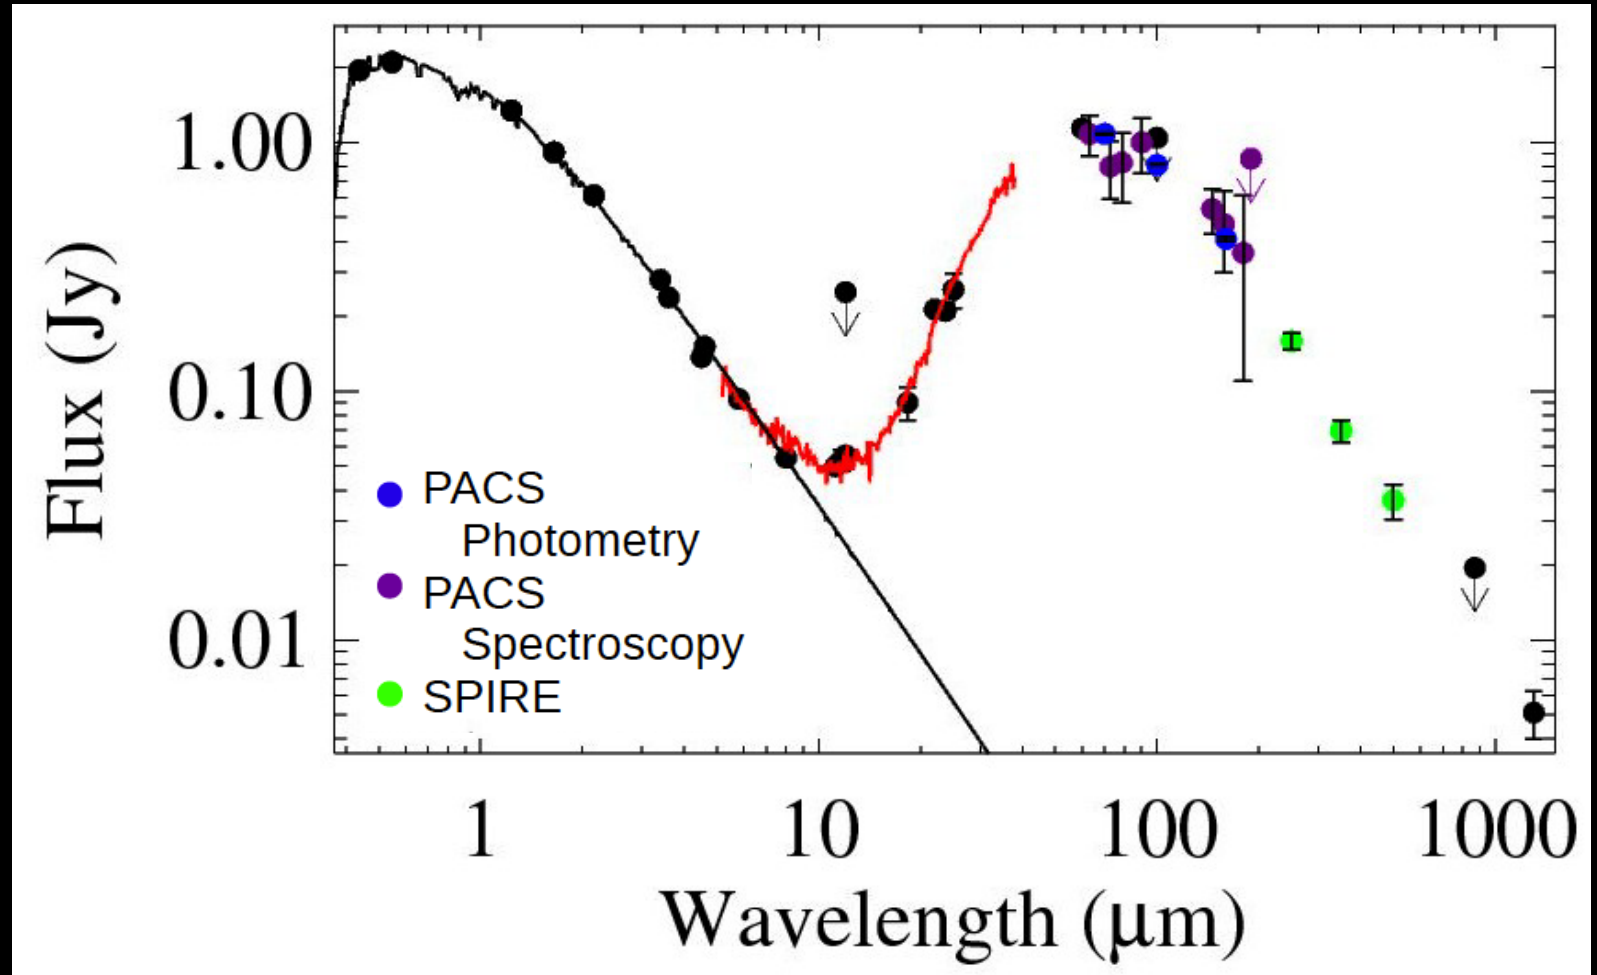 1.00
0.10
0.01
Flux (Jy)
PACS
Photometry
PACS
Spectroscopy
SPIRE
1 10 100 1000
Wavelength (μm)